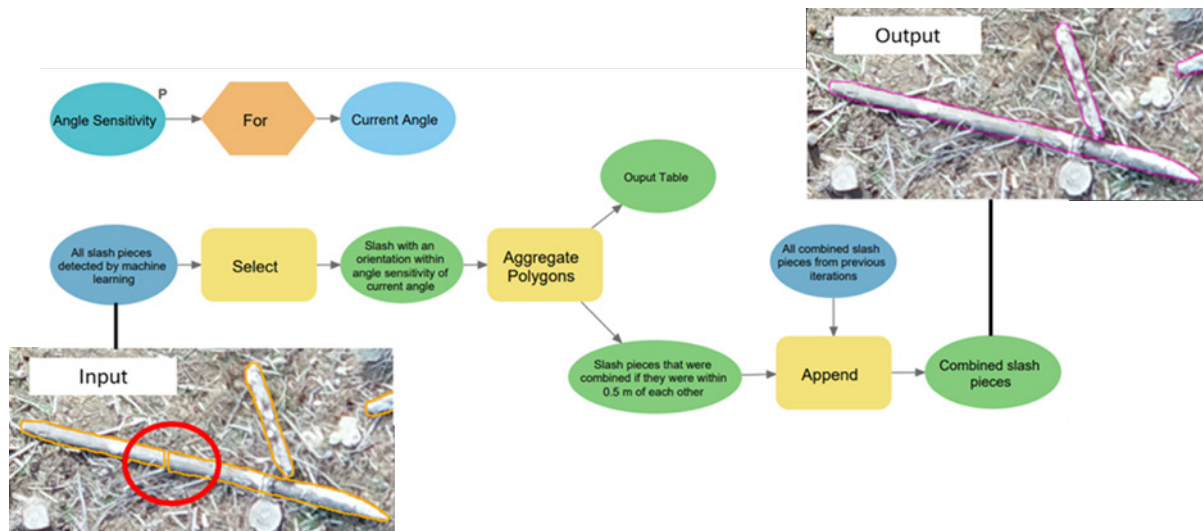 Output
P
Angle Sensitivity
For
Current Angle
Ouput Table
All slash pieces
detected by machine
learning
Select
Slash with an
orientation within
angle sensitivity of
current angle
Aggregate
Polygons
All combined slash
pieces from previous
iterations
Input
Slash pieces that were
combined if they were within
0.5 m of each other
Append
Combined slash
pieces